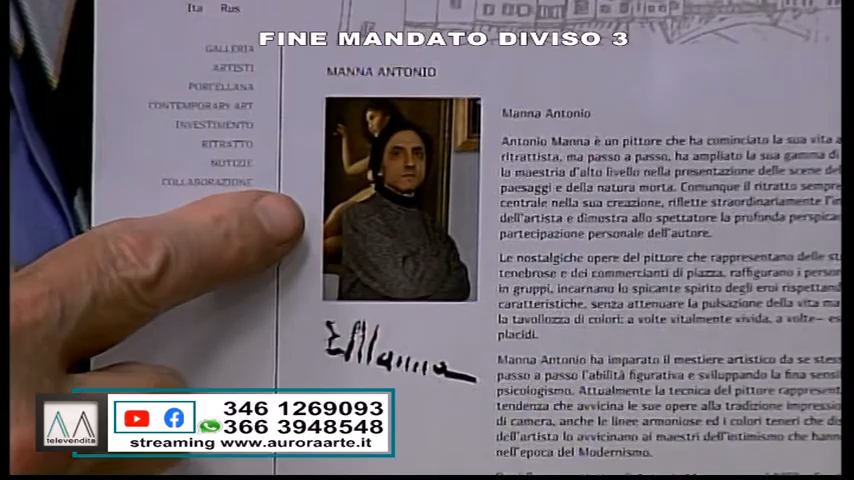 Ita Rus
FINE MANDATO DIVISO 3
GALLERIA
ARTISTI
PORCELLANA
CONTEMPORARY ART
INVESTIMENTO
RITRATTO
NOTIZIE
COLLABORAZIONE
MANNA ANTONIO
Manna Antonio
Antonio Manna è un pittore che ha cominciato la sua vita a
ritrattista, ma passo a passo, ha ampliato la sua gamma di
la maestria d'alto livello nella presentazione delle scene de
paesaggi e della natura morta. Comunque il ritratto sempre
centrale nella sua creazione, riflette straordinariamente l'in
dell'artista e dimostra allo spettatore la profonda perspica
partecipazione personale dell'autore.
Le nostalgiche opere del pittore che rappresentano delle st
tenebrose e dei commercianti di piazza, raffigurano i person
in gruppi, incarnano lo spicante spirito degli eroi rispettand
caratteristiche, senza attenuare la pulsazione della vita ma
la tavollozza di colori: a volte vitalmente vivida, a volte- es
placidi.
Manna Antonio ha imparato il mestiere artistico da se stess
passo a passo l'abilità figurativa e sviluppando la fina sensi
psicologismo. Attualmente la tecnica del pittore rappresent
tendenza che avvicina le sue opere alla tradizione impressio
di camera, anche le linee armoniose ed i colori teneri che di
dell'artista lo avvicinano ai maestri dell'intimismo che hann
nell'epoca del Modernismo.
Manna
televendita
346 1269093
366 3948548
streaming www.auroraarte.it